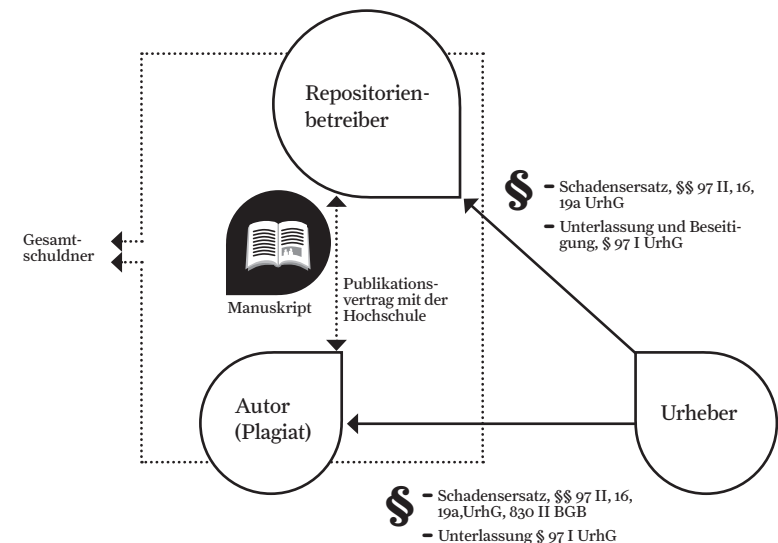 Repositorien-
betreiber
§
– Schadensersatz, §§ 97 II, 16,
19a UrhG
– Unterlassung und Beseiti-
gung, § 97 I UrhG
Gesamt-
schuldner
Manuskript
Publikations-
vertrag mit der
Hochschule
Autor
(Plagiat)
Urheber
§
– Schadensersatz, §§ 97 II, 16,
19a,UrhG, 830 II BGB
– Unterlassung § 97 I UrhG